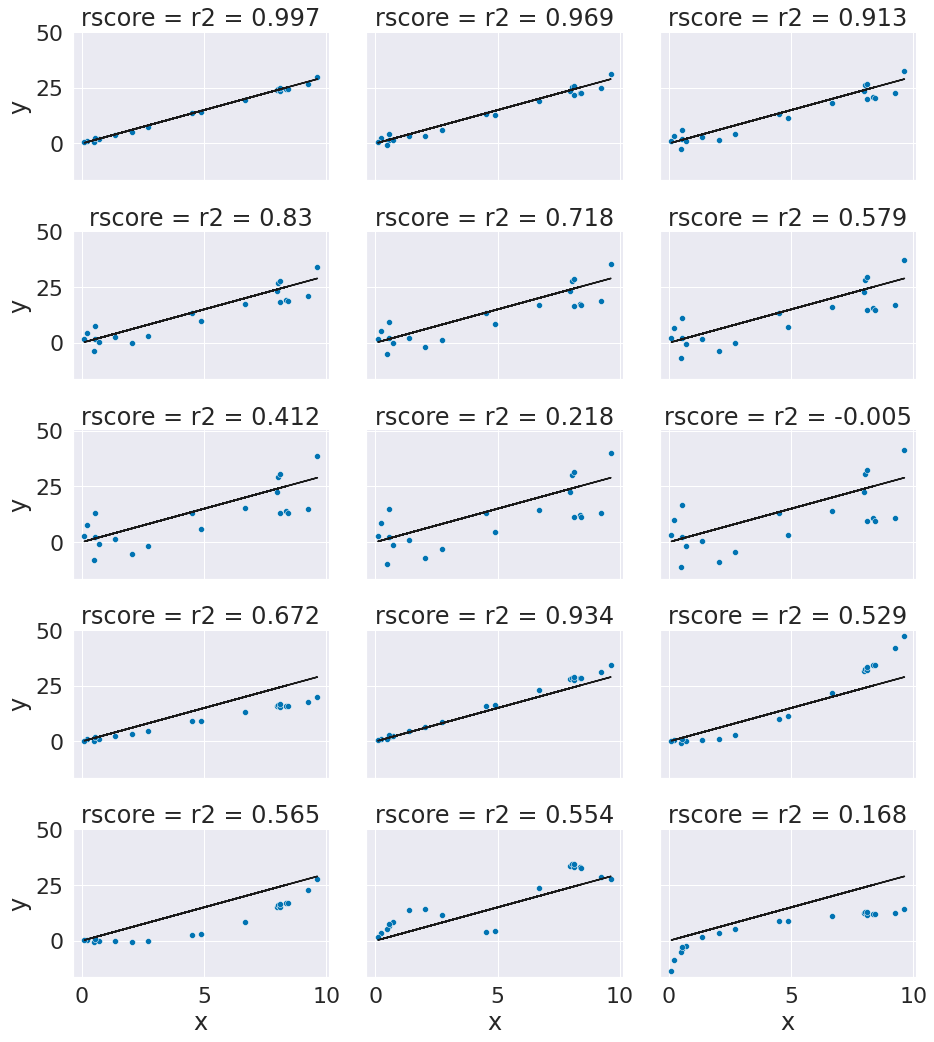 rscore = r2 = 0.997 rscore = r2 = 0.969 rscore = r2 = 0.913
50
25
y
0
rscore = r2 = 0.83 rscore = r2 = 0.718 rscore = r2 = 0.579
50
25
y
0
rscore = r2 = 0.412 rscore = r2 = 0.218 rscore = r2 = -0.005
50
25
y
0
rscore = r2 = 0.672 rscore = r2 = 0.934 rscore = r2 = 0.529
50
25
y
0
rscore = r2 = 0.565 rscore = r2 = 0.554 rscore = r2 = 0.168
50
25
y
0
0 5 10 0 5 10 0 5 10
x x x